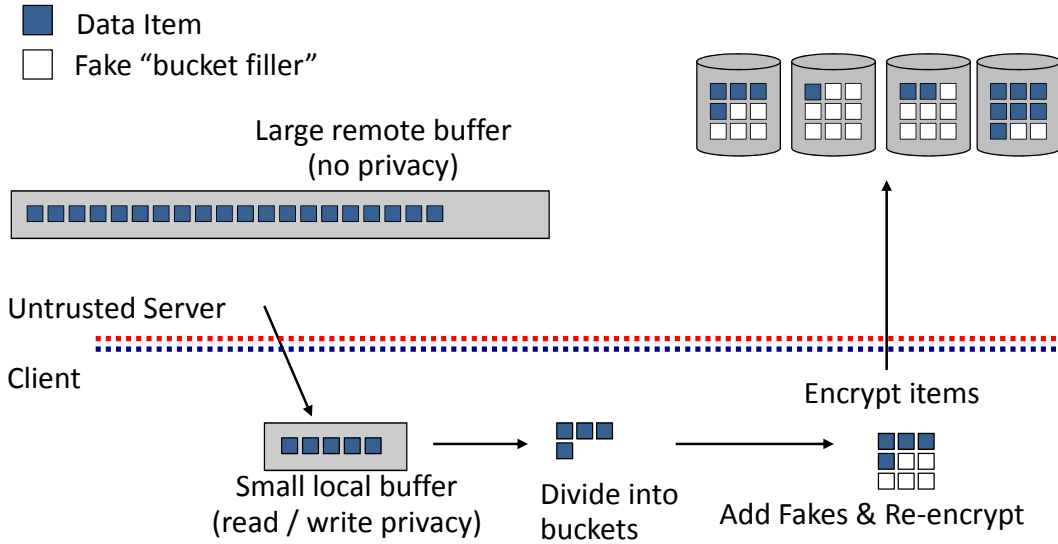 Data Item
Fake “bucket filler”
Large remote buffer
(no privacy)
Untrusted Server
Client
Encrypt items
Small local buffer
(read / write privacy)
Divide into
buckets
Add Fakes & Re-encrypt